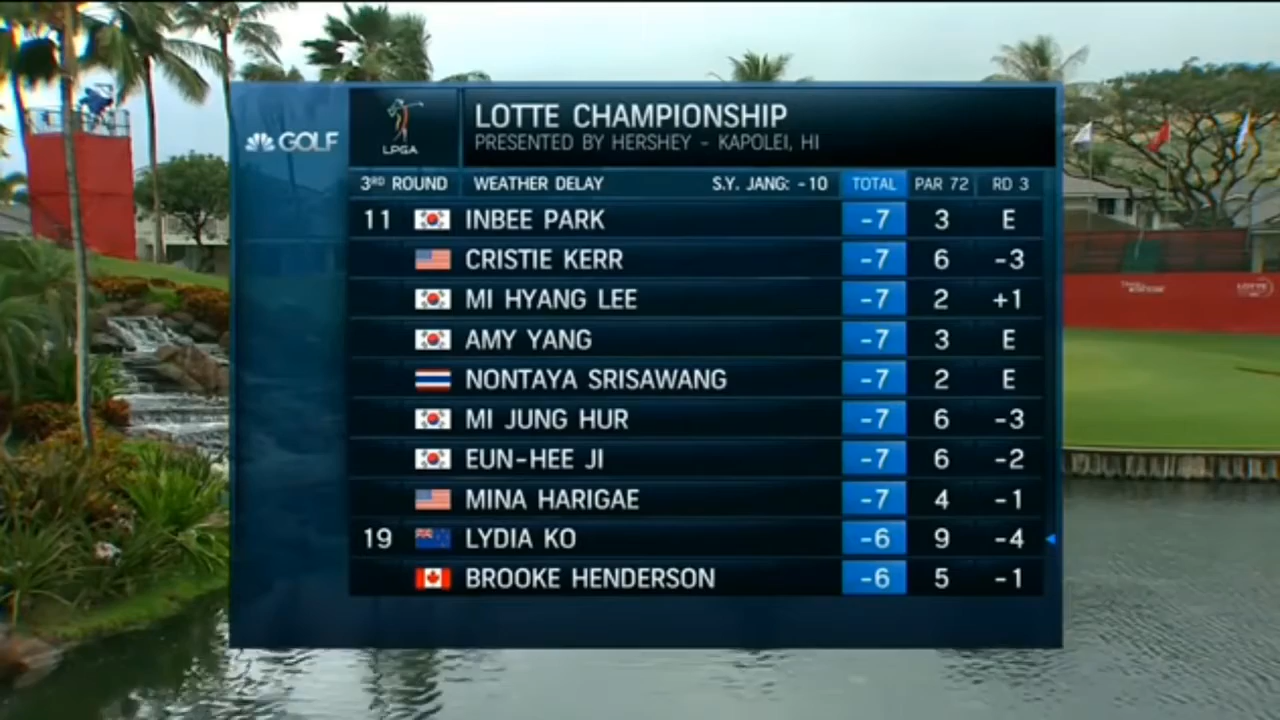 GOLF
LPGA
LOTTE CHAMPIONSHIP
PRESENTED BY HERSHEY - KAPOLEI, HI
3RD ROUND WEATHER DELAY S.Y. JANG: -10 TOTAL PAR 72 RD 3
11 INBEE PARK -7 3 E
CRISTIE KERR -7 6 -3
MI HYANG LEE -7 2 +1
AMY YANG -7 3 E
NONTAYA SRISAWANG -7 2 E
MI JUNG HUR -7 6 -3
EUN-HEE JI -7 6 -2
MINA HARIGAE -7 4 -1
19 LYDIA KO -6 9 -4
BROOKE HENDERSON -6 5 -1
LOTTE